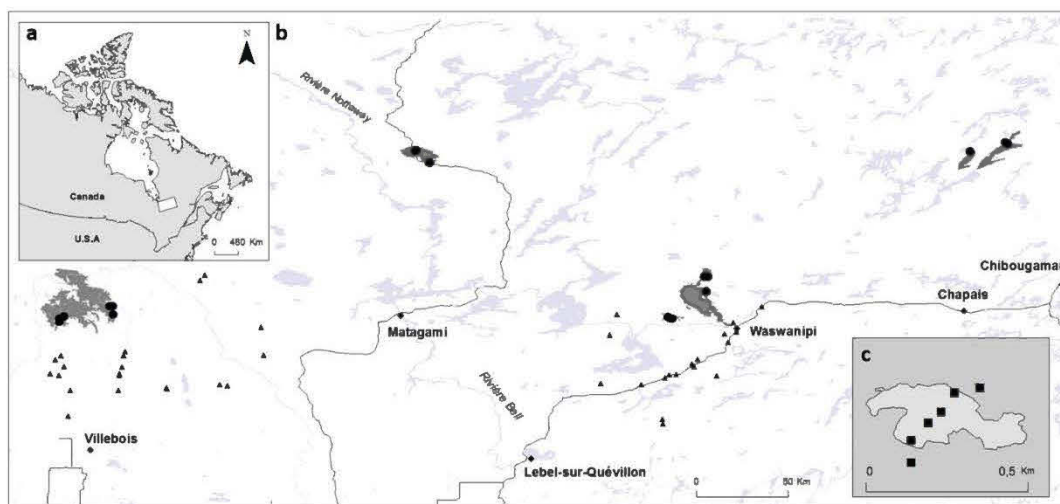 a
N
Canada
U.S.A
0 480 Km
b
Rivière Nottaway
Matagami
Rivière Bell
Villebois
Lebel-sur-Quévillon
Waswanipi
Chapais
Chibougamau
0 50 Km
c
0 0,5 Km